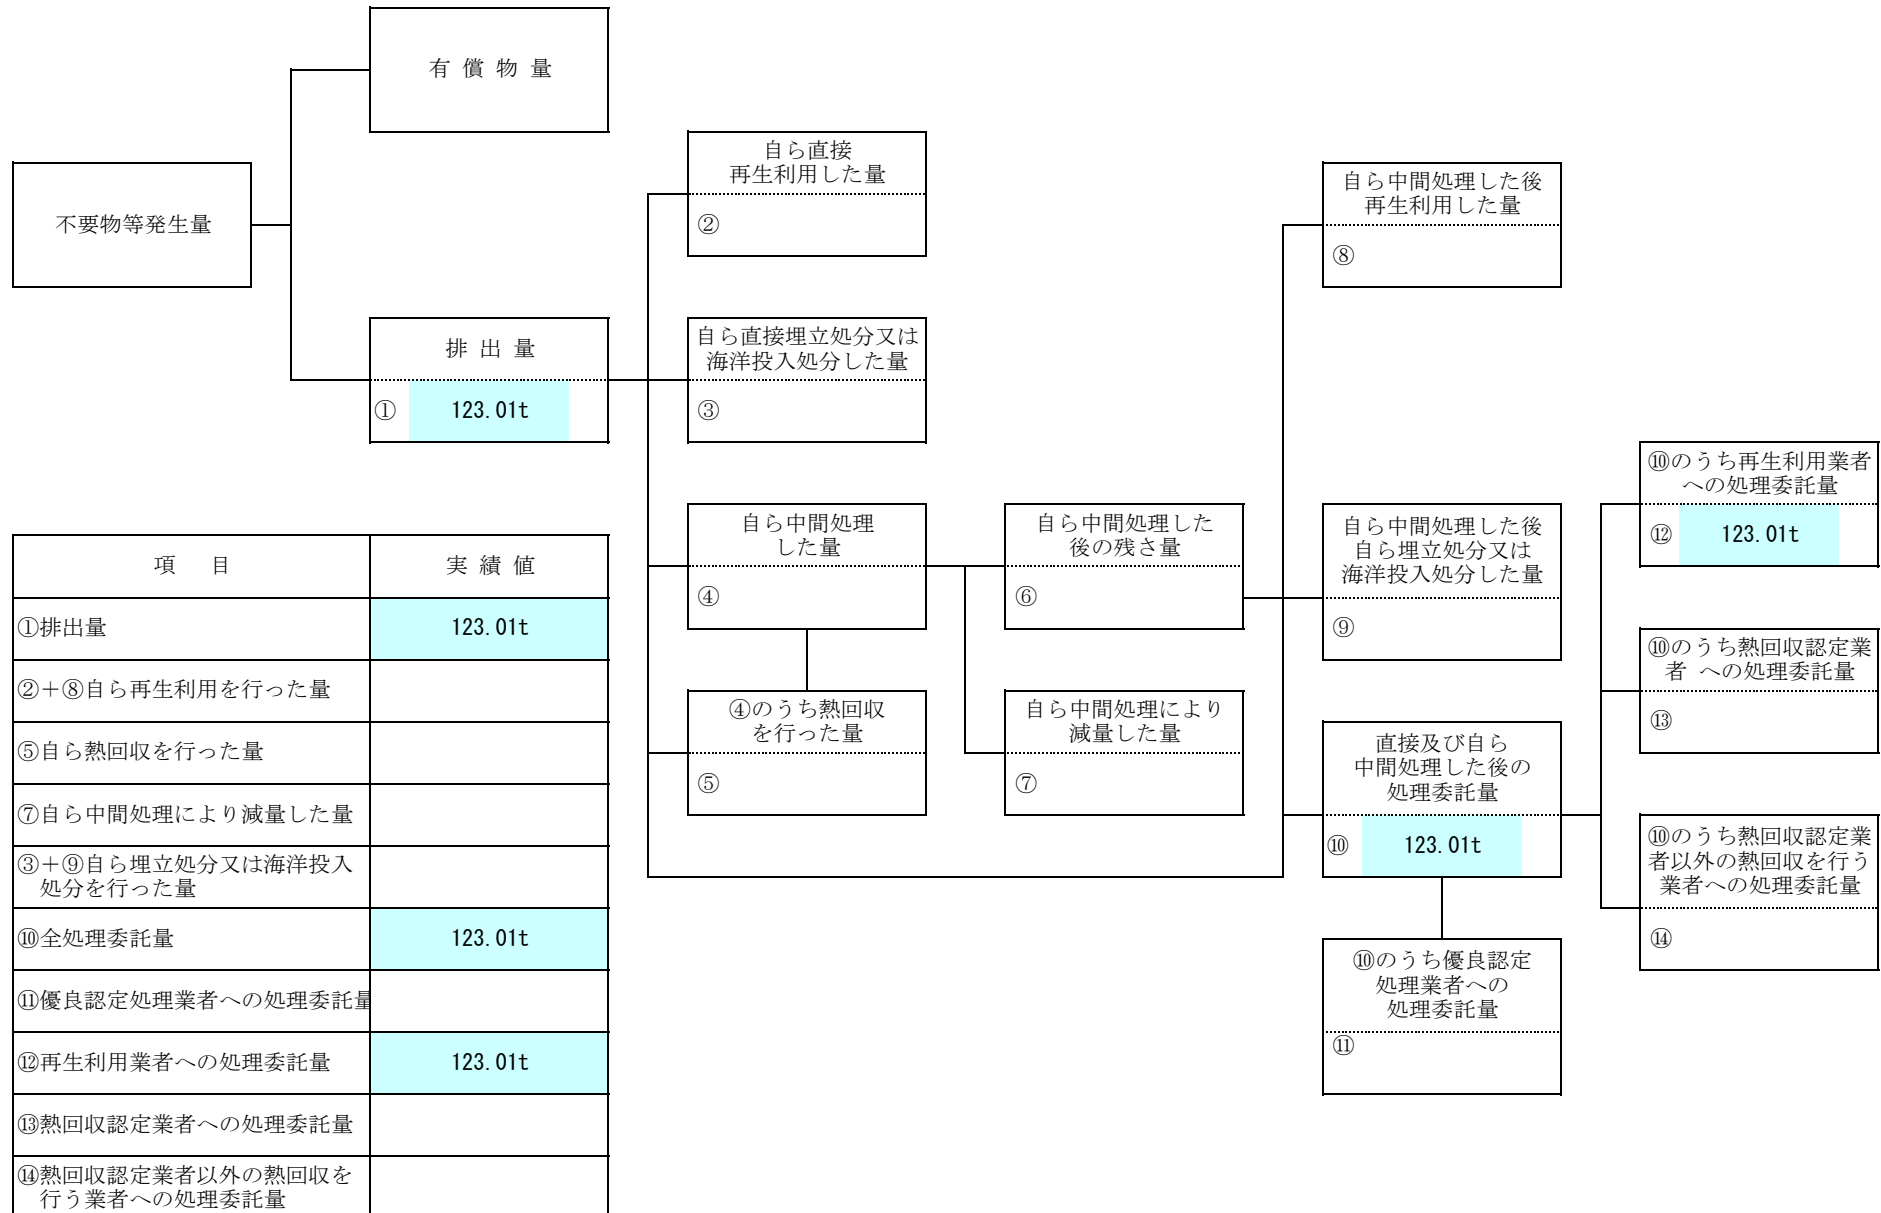 有 償 物 量
不要物等発生量
排 出 量
① 123.01t
自ら直接
再生利用した量
②
自ら直接埋立処分又は
海洋投入処分した量
③
自ら中間処理
した量
④
④のうち熱回収
を行った量
⑤
自ら中間処理した
後の残さ量
⑥
自ら中間処理により
減量した量
⑦
自ら中間処理した後
再生利用した量
⑧
自ら中間処理した後
自ら埋立処分又は
海洋投入処分した量
⑨
直接及び自ら
中間処理した後の
処理委託量
⑩ 123.01t
⑩のうち優良認定
処理業者への
処理委託量
⑪
⑩のうち再生利用業者
への処理委託量
⑫ 123.01t
⑩のうち熱回収認定業
者 への処理委託量
⑬
⑩のうち熱回収認定業
者以外の熱回収を行う
業者への処理委託量
⑭
項 目 実 績 値
①排出量 123.01t
②＋⑧自ら再生利用を行った量
⑤自ら熱回収を行った量
⑦自ら中間処理により減量した量
③＋⑨自ら埋立処分又は海洋投入
処分を行った量
⑩全処理委託量 123.01t
⑪優良認定処理業者への処理委託量
⑫再生利用業者への処理委託量 123.01t
⑬熱回収認定業者への処理委託量
⑭熱回収認定業者以外の熱回収を
行う業者への処理委託量